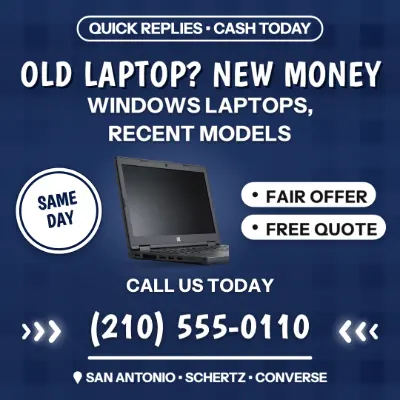 QUICK REPLIES • CASH TODAY
OLD LAPTOP? NEW MONEY
WINDOWS LAPTOPS,
RECENT MODELS
SAME
DAY
• FAIR OFFER
• FREE QUOTE
CALL US TODAY
(210) 555-0110
SAN ANTONIO • SCHERTZ • CONVERSE